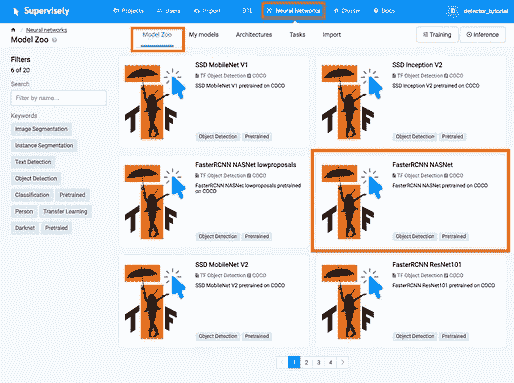 Supervisely
Projects
Users
Import
DTL
Neural Networks
Cluster
Docs
detector_tutorial
Neural networks
Model Zoo
Model Zoo
My models
Architectures
Tasks
Import
Training
Inference
Filters
6 of 20
Search
Filter by name...
Keywords
Image Segmentation
Instance Segmentation
Text Detection
Object Detection
Classification
Pretrained
Person
Transfer Learning
Darknet
SSD MobileNet V1
TF Object Detection COCO
SSD MobileNet V1 pretrained on COCO
Object Detection
Pretrained
SSD Inception V2
TF Object Detection COCO
SSD Inception V2 pretrained on COCO
Object Detection
Pretrained
FasterRCNN NASNet lowproposals
TF Object Detection COCO
FasterRCNN NASNet lowproposals pretrained
on COCO
Object Detection
Pretrained
FasterRCNN NASNet
TF Object Detection COCO
FasterRCNN NASNet pretrained on COCO
Object Detection
Pretrained
SSD MobileNet V2
TF Object Detection COCO
SSD MobileNet V2 pretrained on COCO
Object Detection
Pretrained
FasterRCNN ResNet101
TF Object Detection COCO
FasterRCNN ResNet101 pretrained on COCO
Object Detection
Pretrained
1 2 3 4